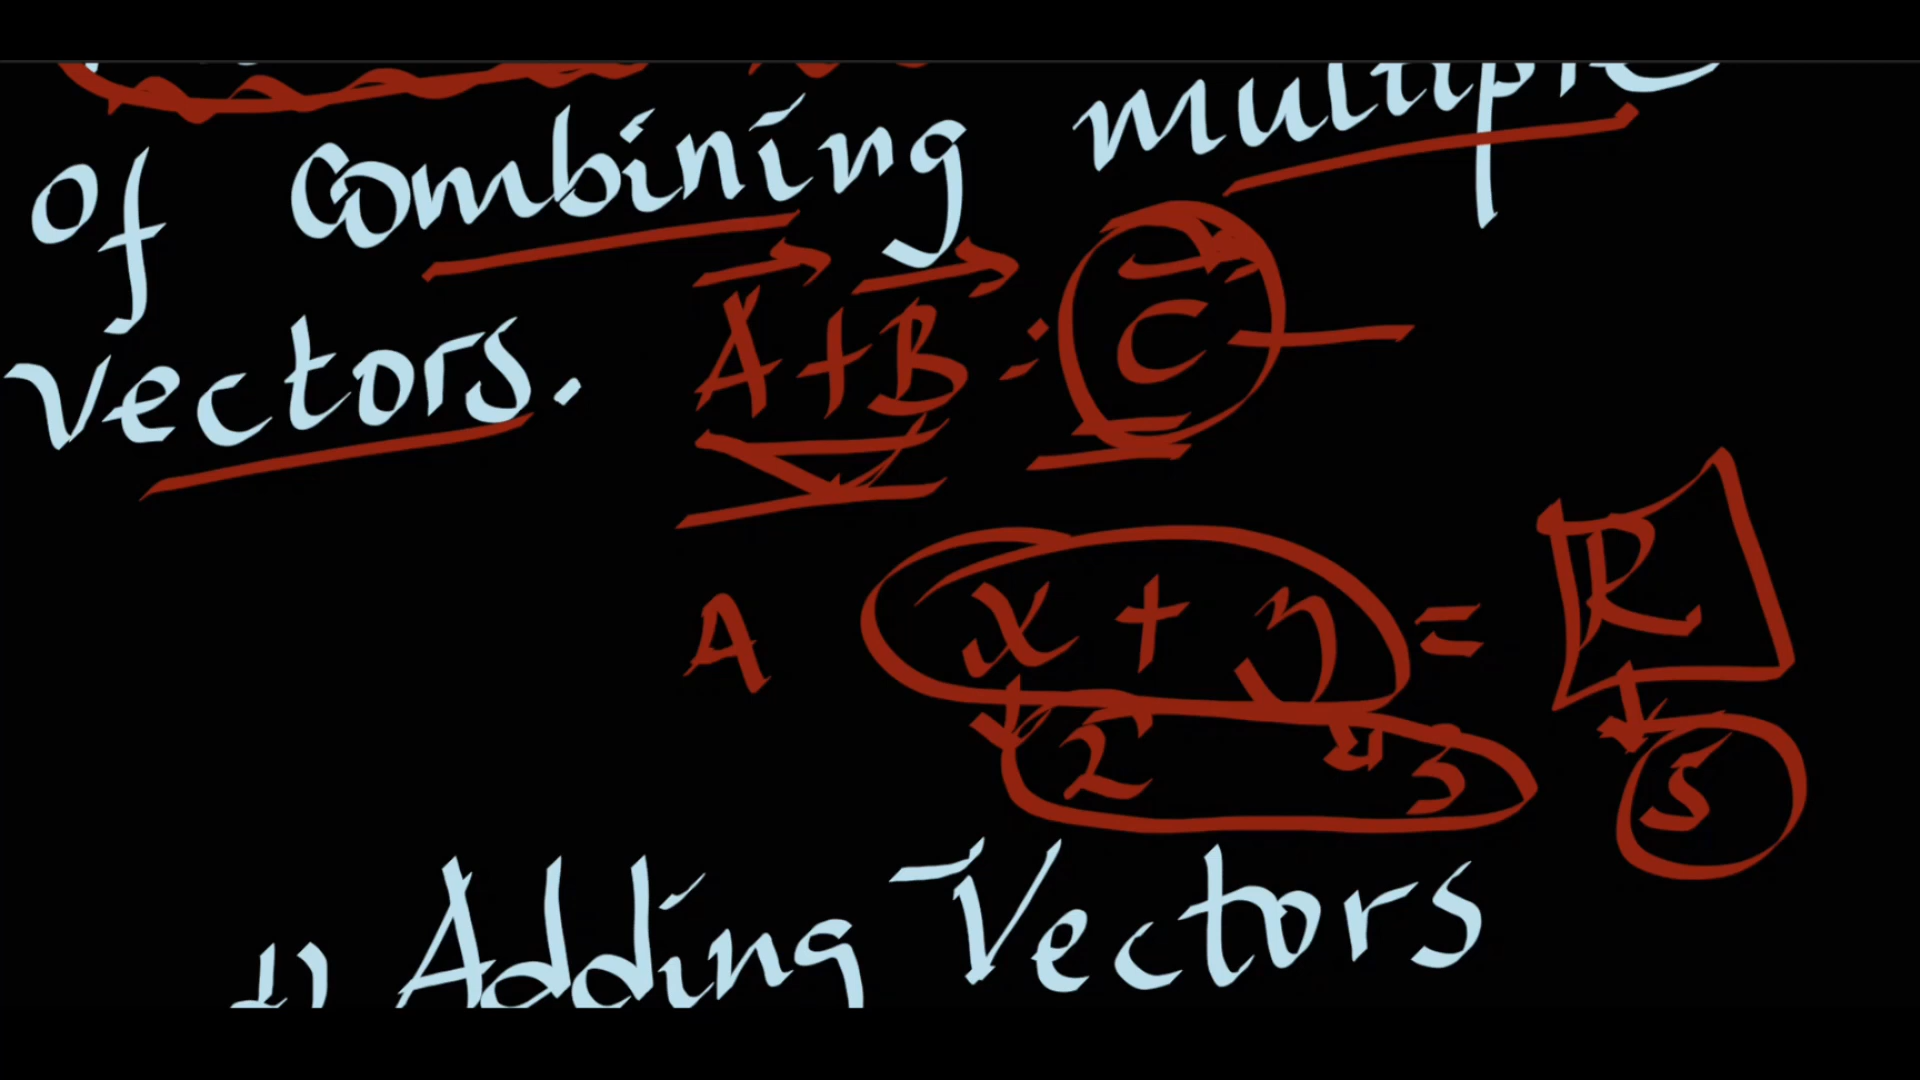 of combining multiple
vectors. A+B = C
A x + y = R
2 3 5
1) Adding Vectors